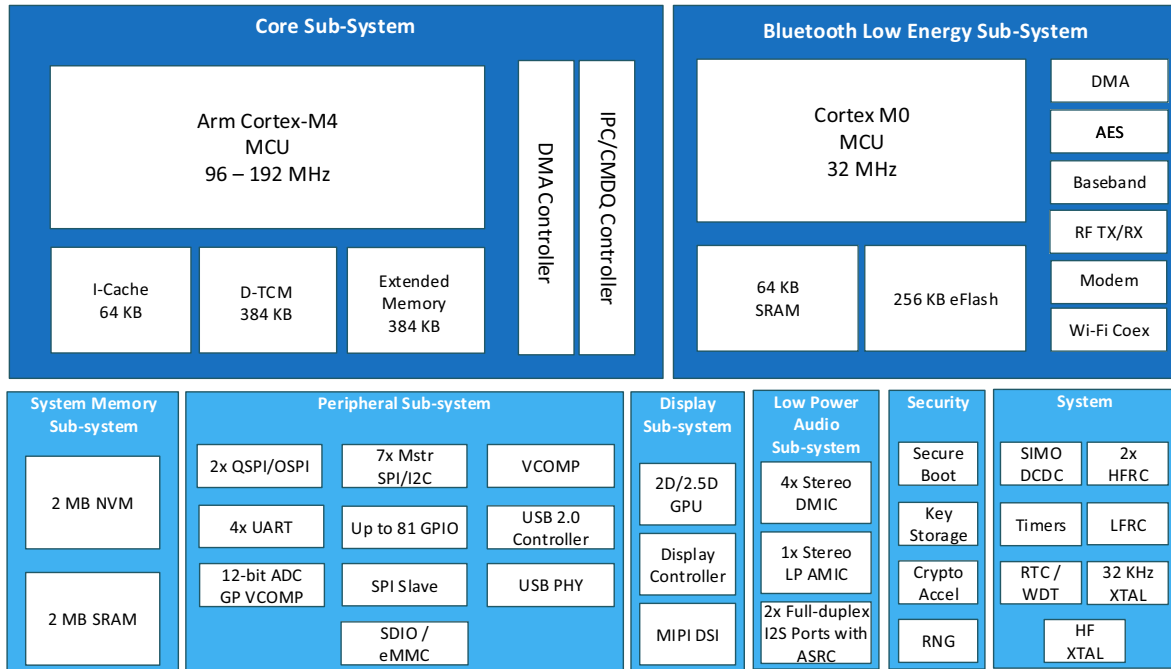 Core Sub-System
Arm Cortex-M4
MCU
96 – 192 MHz
I-Cache
64 KB
D-TCM
384 KB
Extended
Memory
384 KB
DMA Controller
IPC/CMDQ Controller
Bluetooth Low Energy Sub-System
Cortex M0
MCU
32 MHz
64 KB
SRAM
256 KB eFlash
DMA
AES
Baseband
RF TX/RX
Modem
Wi-Fi Coex
System Memory
Sub-system
2 MB NVM
2 MB SRAM
Peripheral Sub-system
2x QSPI/OSPI
7x Mstr
SPI/I2C
VCOMP
4x UART
Up to 81 GPIO
USB 2.0
Controller
12-bit ADC
GP VCOMP
SPI Slave
USB PHY
SDIO /
eMMC
Display
Sub-system
2D/2.5D
GPU
Display
Controller
MIPI DSI
Low Power
Audio
Sub-system
4x Stereo
DMIC
1x Stereo
LP AMIC
2x Full-duplex
I2S Ports with
ASRC
Security
Secure
Boot
Key
Storage
Crypto
Accel
RNG
System
SIMO
DCDC
2x
HFRC
Timers
LFRC
RTC /
WDT
32 KHz
XTAL
HF
XTAL